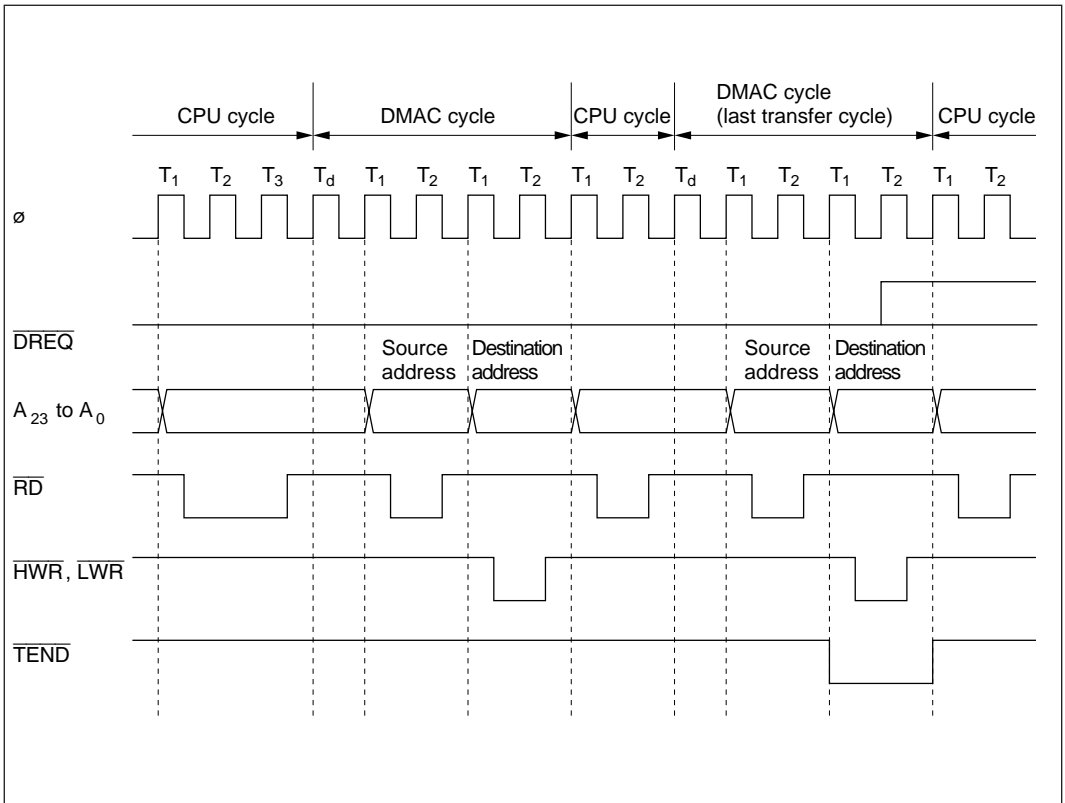 DMAC cycle
CPU cycle DMAC cycle CPU cycle (last transfer cycle) CPU cycle
T1 T2 T3 Td T1 T2 T1 T2 T1 T2 Td T1 T2 T1 T2 T1 T2
ø
DREQ
Source Destination Source Destination
address address address address
A23 to A0
RD
HWR, LWR
TEND